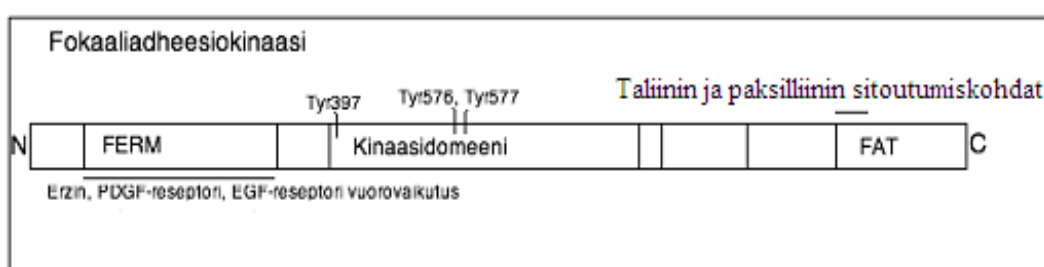 Fokaaliadheesiokinaasi
Taliinin ja paksilliinin sitoutumiskohdat
Tyr397 Tyr576, Tyr577
N FERM Kinaasidomeeni FAT C
Erzin, PDGF-reseptori, EGF-reseptori vuorovaikutus